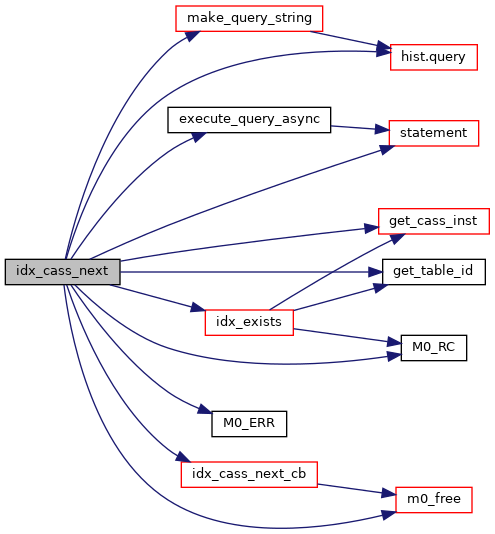 make_query_string
hist.query
execute_query_async
statement
get_cass_inst
idx_cass_next
get_table_id
idx_exists
M0_RC
M0_ERR
idx_cass_next_cb
m0_free